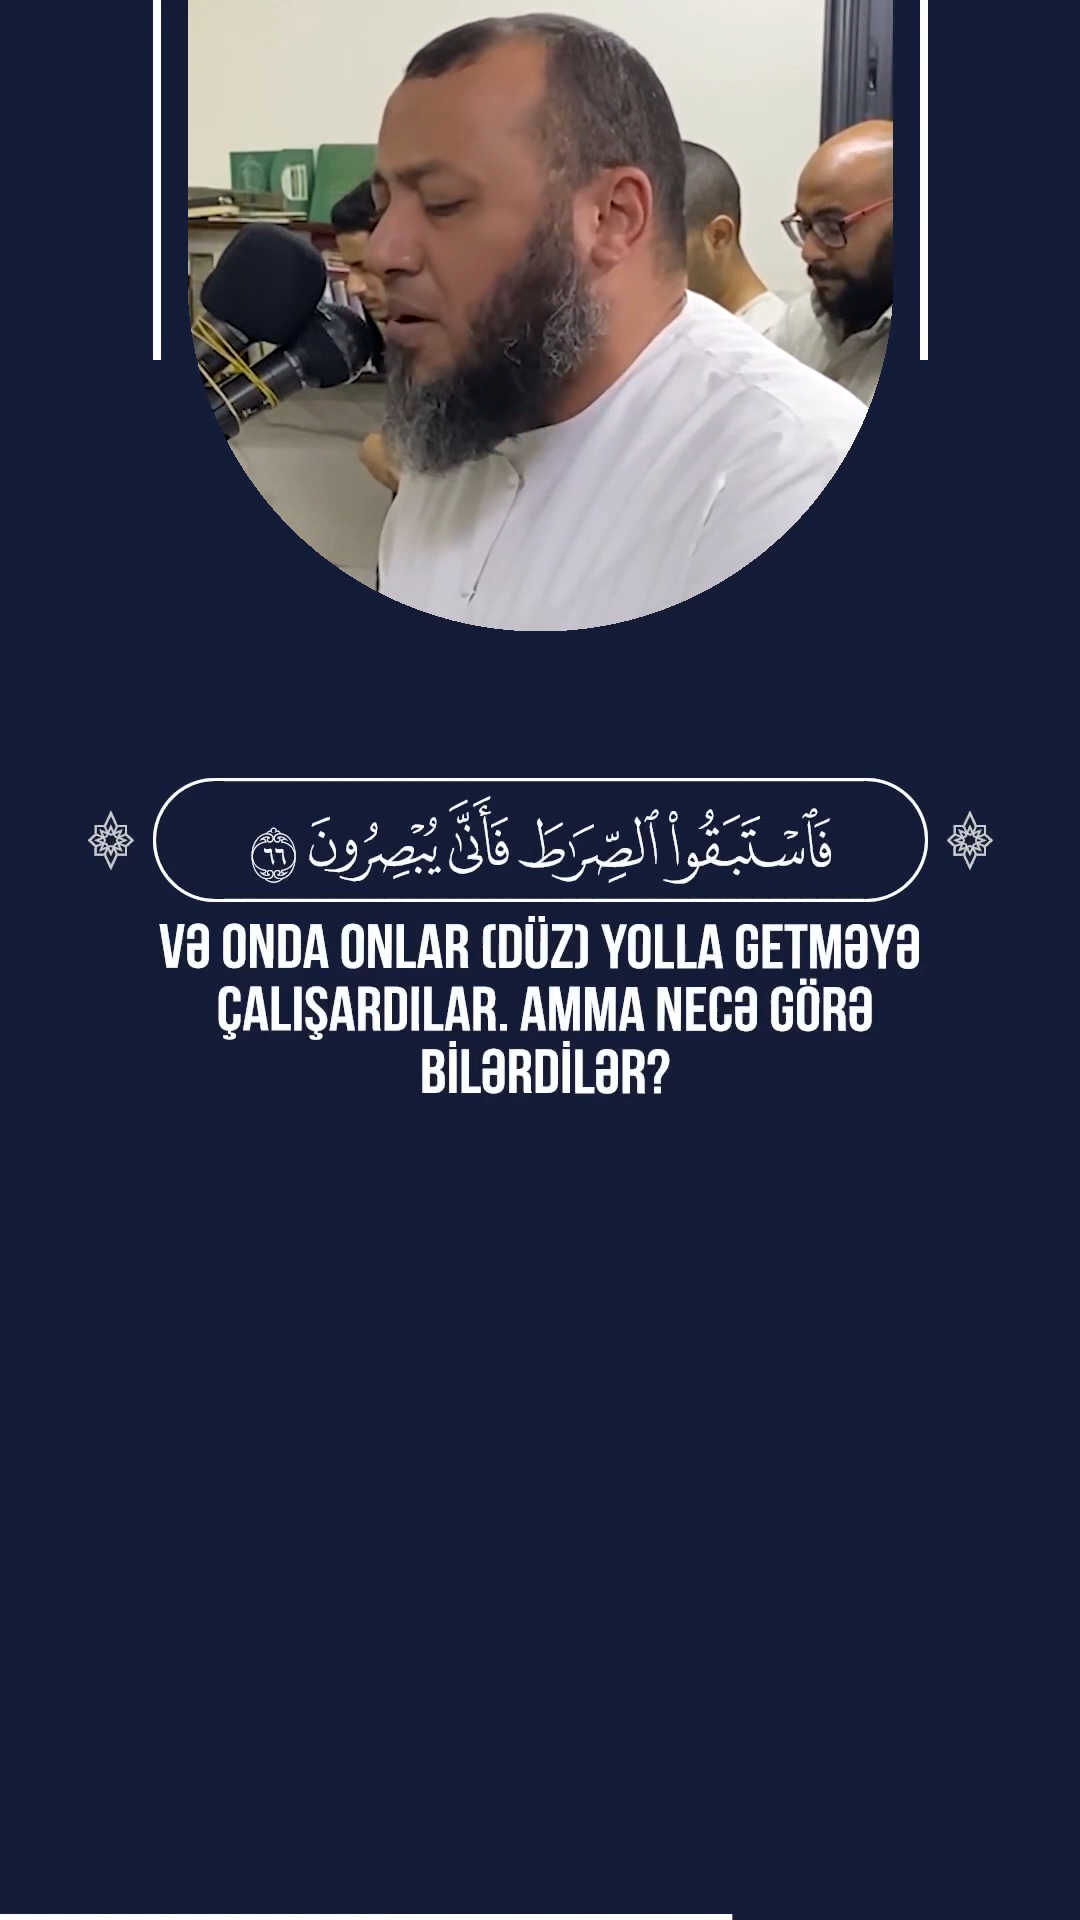 فَٱسۡتَبَقُواْ ٱلصِّرَٰطَ فَأَنَّىٰ يُبۡصِرُونَ ٦٦
VƏ ONDA ONLAR (DÜZ) YOLLA GETMƏYƏ
ÇALIŞARDILAR. AMMA NECƏ GÖRƏ
BİLƏRDİLƏR?